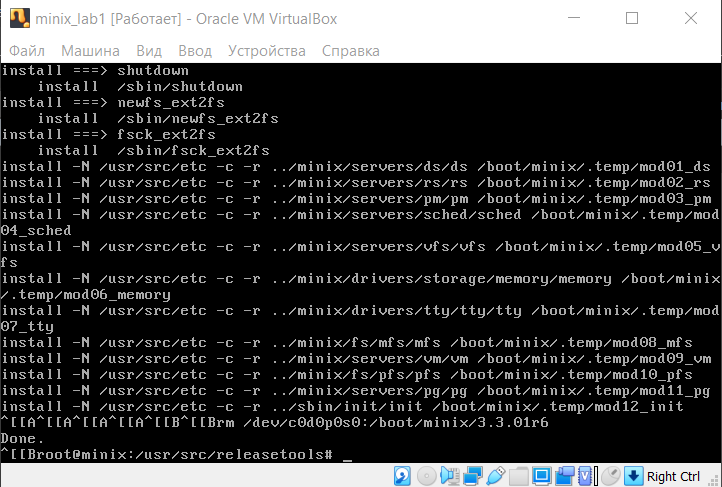 minix_lab1 [Работает] - Oracle VM VirtualBox
Файл Машина Вид Ввод Устройства Справка
install ===> shutdown
    install  /sbin/shutdown
install ===> newfs_ext2fs
    install  /sbin/newfs_ext2fs
install ===> fsck_ext2fs
    install  /sbin/fsck_ext2fs
install -N /usr/src/etc -c -r ../minix/servers/ds/ds /boot/minix/.temp/mod01_ds
install -N /usr/src/etc -c -r ../minix/servers/rs/rs /boot/minix/.temp/mod02_rs
install -N /usr/src/etc -c -r ../minix/servers/pm/pm /boot/minix/.temp/mod03_pm
install -N /usr/src/etc -c -r ../minix/servers/sched/sched /boot/minix/.temp/mod
04_sched
install -N /usr/src/etc -c -r ../minix/servers/vfs/vfs /boot/minix/.temp/mod05_v
fs
install -N /usr/src/etc -c -r ../minix/drivers/storage/memory/memory /boot/minix
/.temp/mod06_memory
install -N /usr/src/etc -c -r ../minix/drivers/tty/tty/tty /boot/minix/.temp/mod
07_tty
install -N /usr/src/etc -c -r ../minix/fs/mfs/mfs /boot/minix/.temp/mod08_mfs
install -N /usr/src/etc -c -r ../minix/servers/vm/vm /boot/minix/.temp/mod09_vm
install -N /usr/src/etc -c -r ../minix/fs/pfs/pfs /boot/minix/.temp/mod10_pfs
install -N /usr/src/etc -c -r ../minix/servers/pg/pg /boot/minix/.temp/mod11_pg
install -N /usr/src/etc -c -r ../sbin/init/init /boot/minix/.temp/mod12_init
^[[A^[[A^[[A^[[A^[[B^[[Brm /dev/c0d0p0s0:/boot/minix/3.3.01r6
Done.
^[[Broot@minix:/usr/src/releasetools# _
Right Ctrl